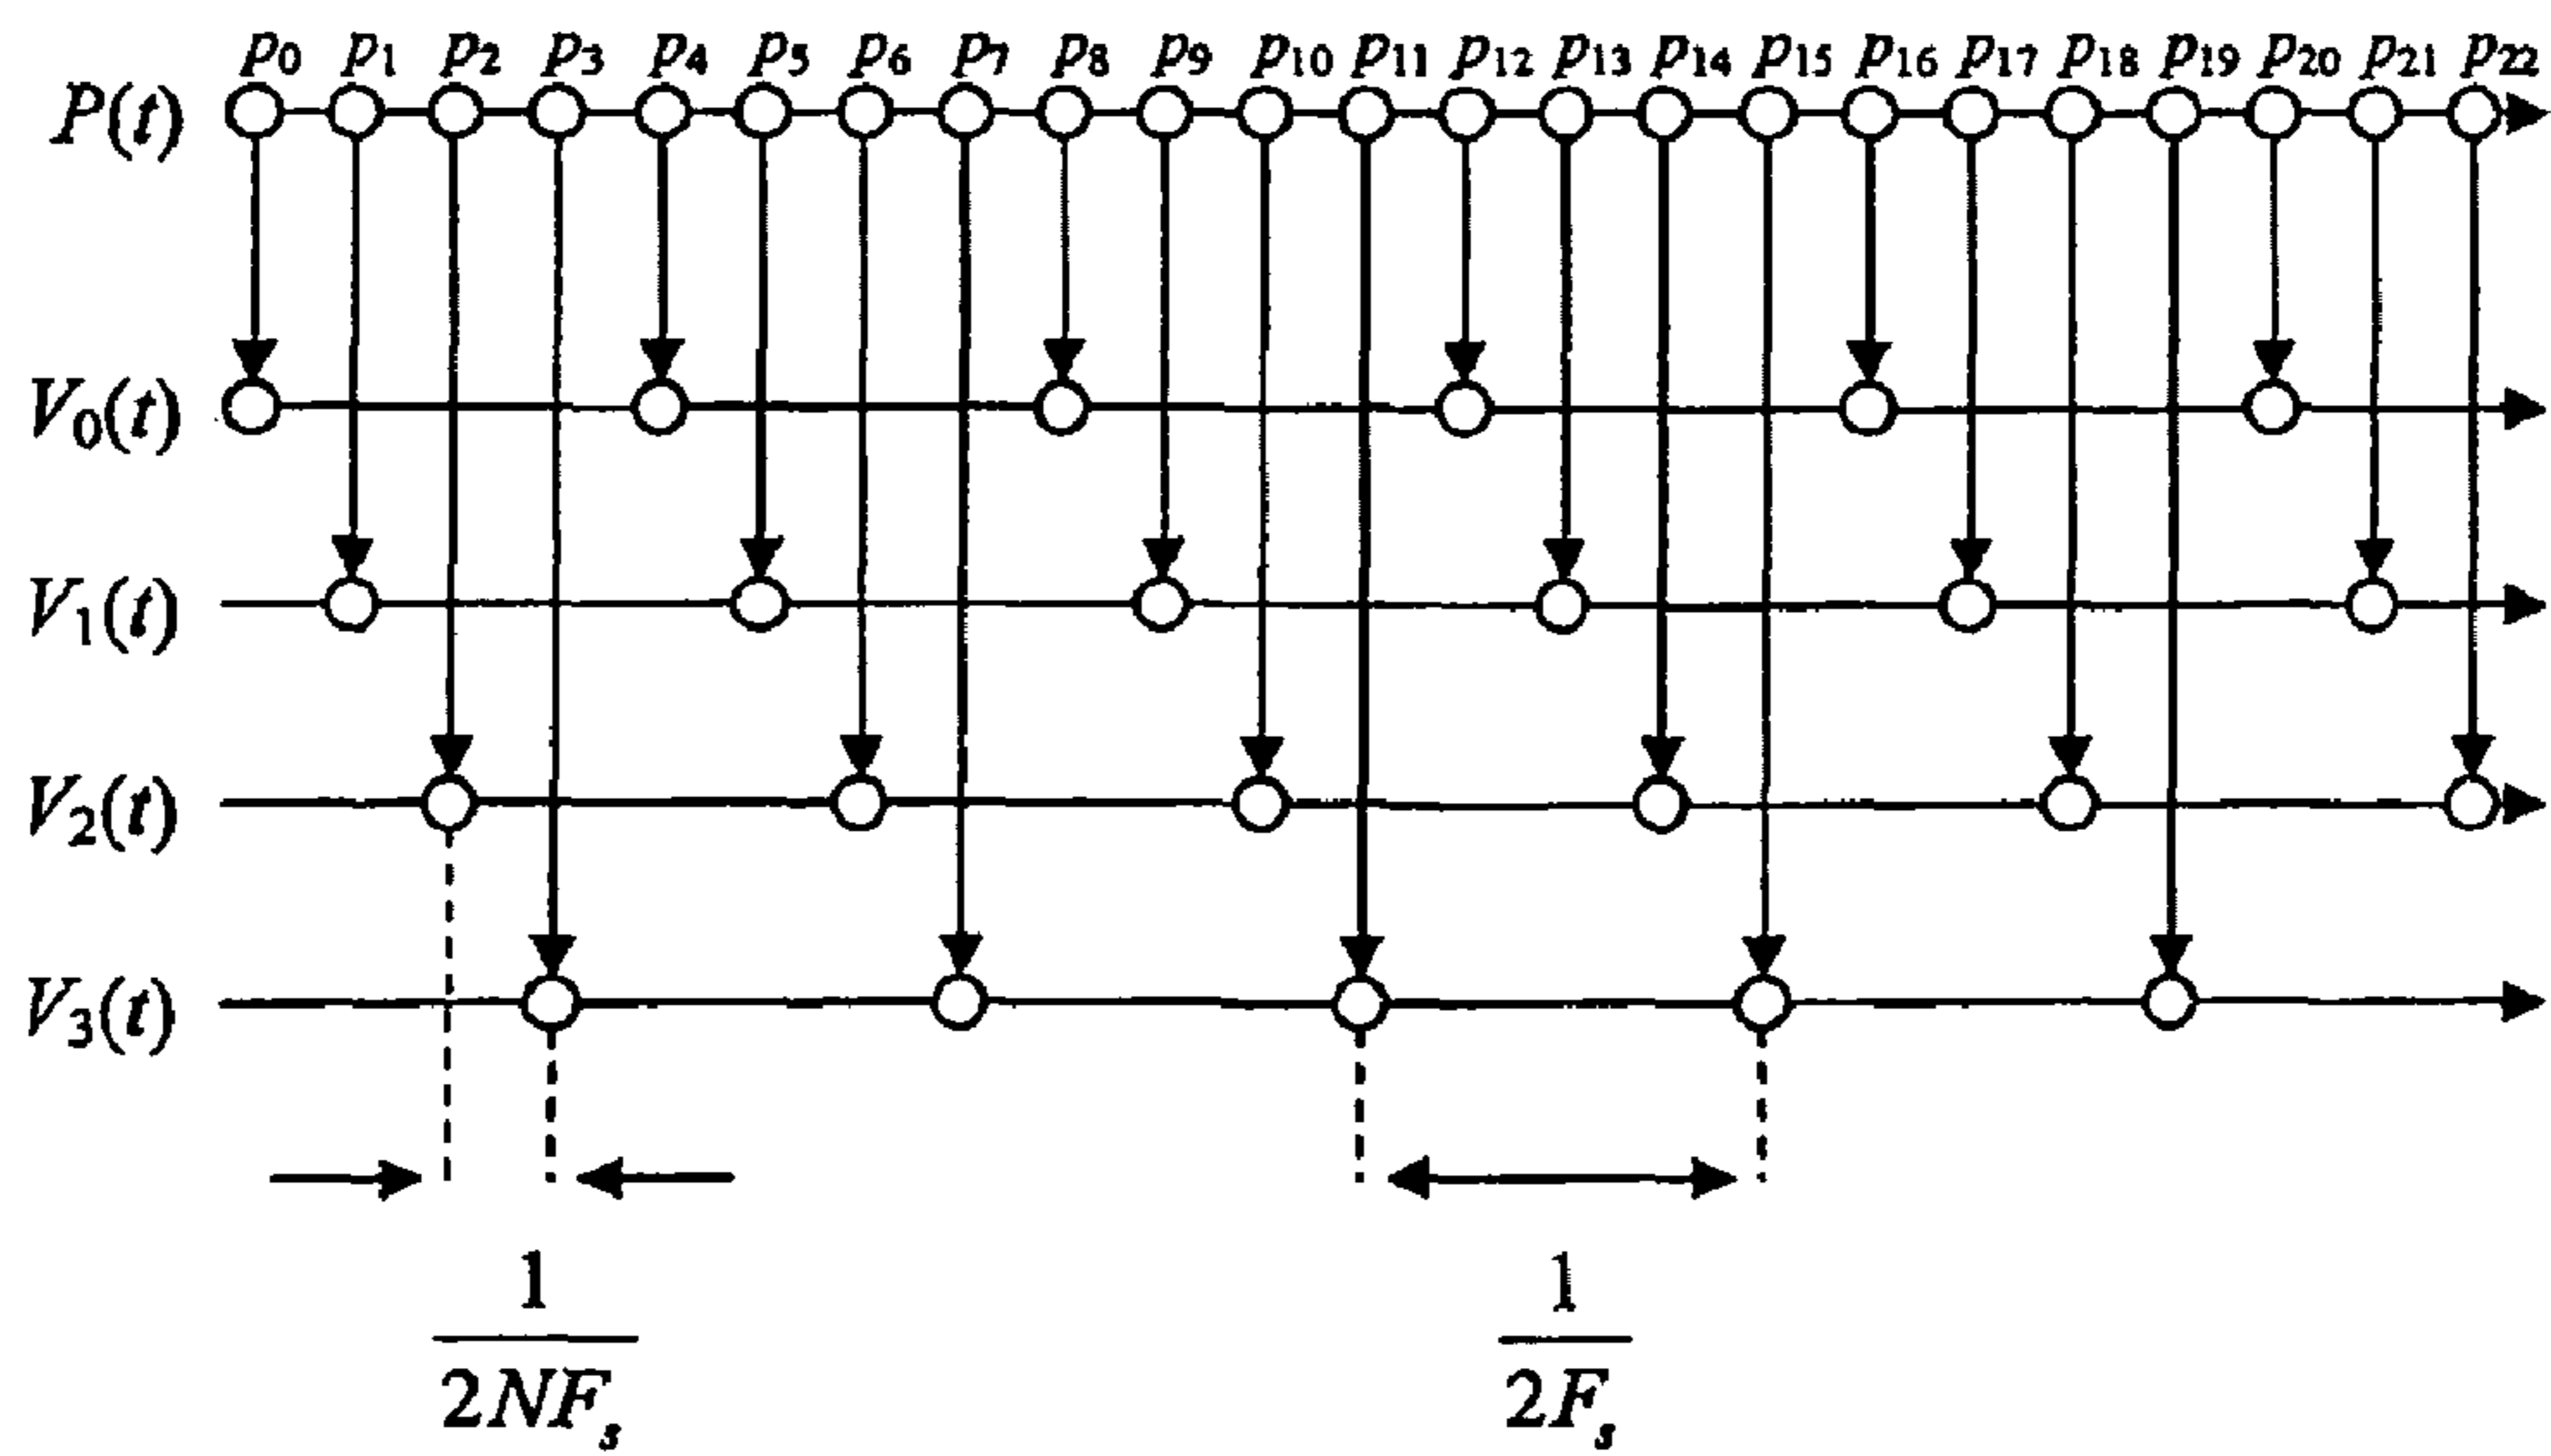 p₀ p₁ p₂ p₃ p₄ p₅ p₆ p₇ p₈ p₉ p₁₀ p₁₁ p₁₂ p₁₃ p₁₄ p₁₅ p₁₆ p₁₇ p₁₈ p₁₉ p₂₀ p₂₁ p₂₂
P(t)
V₀(t)
V₁(t)
V₂(t)
V₃(t)
1 1
2NFₛ 2Fₛ